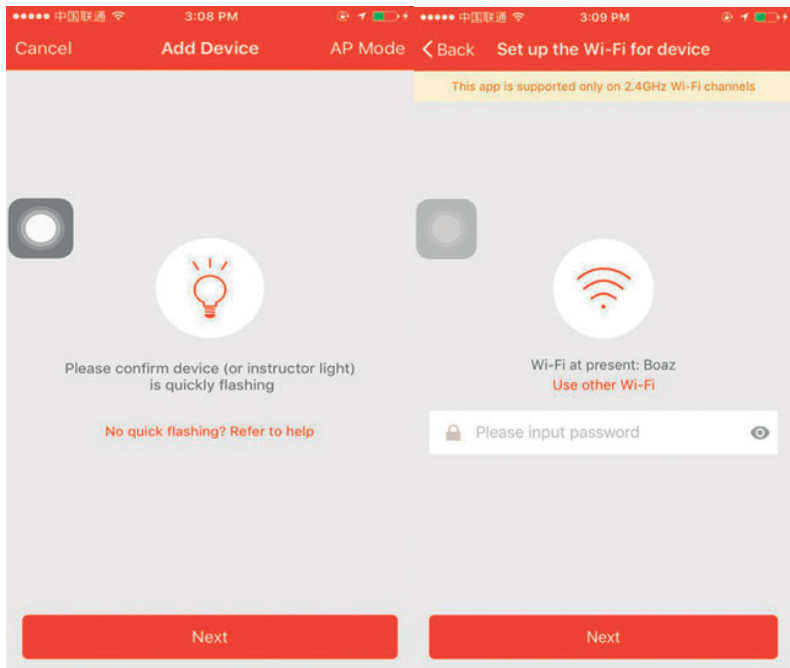 中国联通 3:08 PM
Cancel Add Device AP Mode
Please confirm device (or instructor light)
is quickly flashing
No quick flashing? Refer to help
Next
中国联通 3:09 PM
Back Set up the Wi-Fi for device
This app is supported only on 2.4GHz Wi-Fi channels
Wi-Fi at present: Boaz
Use other Wi-Fi
Please input password
Next